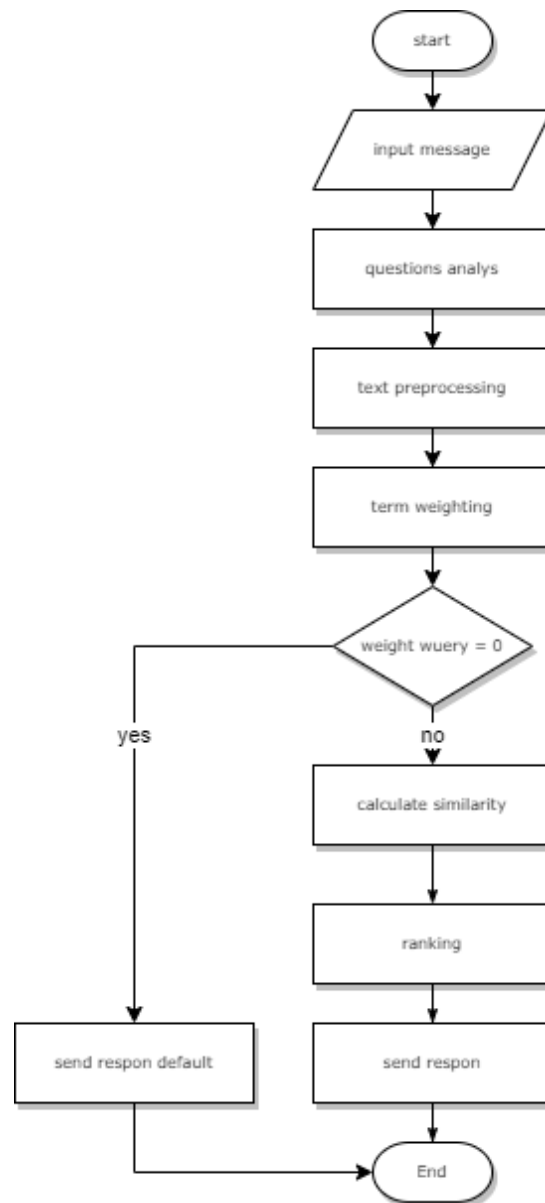 start
input message
questions analys
text preprocessing
term weighting
weight wuery = 0
yes
no
calculate similarity
ranking
send respon default
send respon
End